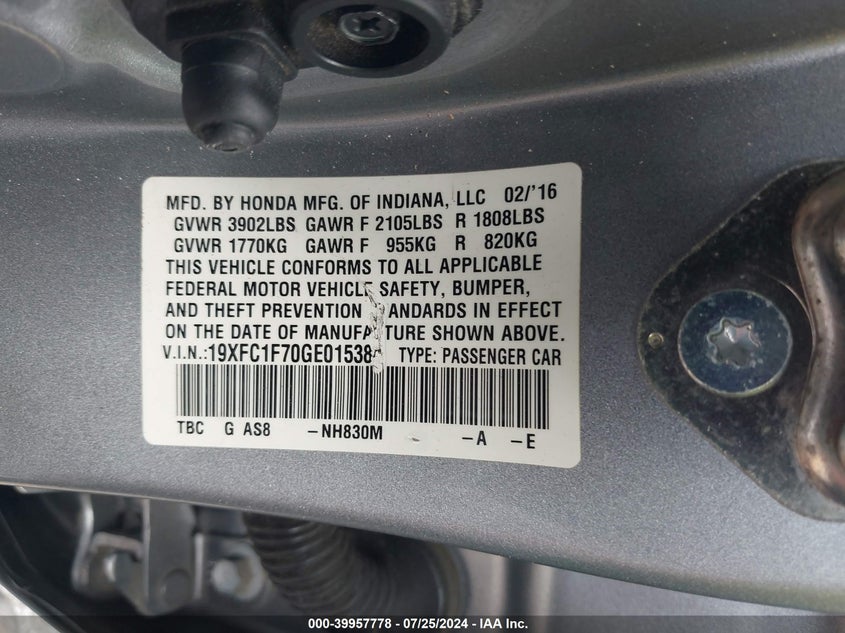 MFD. BY HONDA MFG. OF INDIANA, LLC 02/'16
GVWR 3902LBS GAWR F 2105LBS R 1808LBS
GVWR 1770KG GAWR F 955KG R 820KG
THIS VEHICLE CONFORMS TO ALL APPLICABLE
FEDERAL MOTOR VEHICLE SAFETY, BUMPER,
AND THEFT PREVENTION ANDARDS IN EFFECT
ON THE DATE OF MANUFACTURE SHOWN ABOVE.
V.I.N.: TYPE: PASSENGER CAR
TBC G AS8 -NH830M -A -E
000-39957778 / 07/25/2024 - IAA Inc.